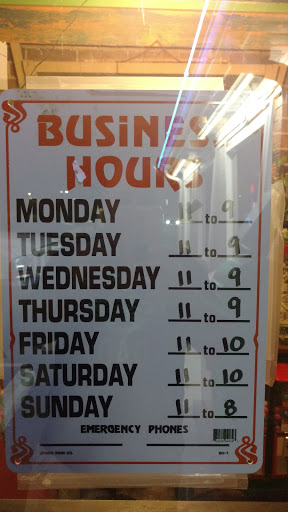 BUSINESS
HOURS
MONDAY 11 to 9
TUESDAY 11 to 9
WEDNESDAY 11 to 9
THURSDAY 11 to 9
FRIDAY 11 to 10
SATURDAY 11 to 10
SUNDAY 11 to 8
EMERGENCY PHONES